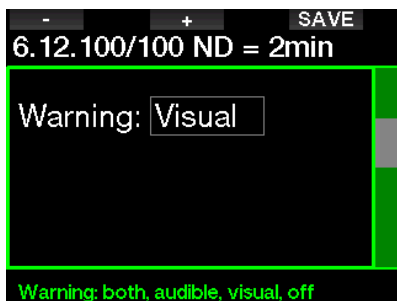 - + SAVE
6.12.100/100 ND = 2min
Warning: Visual
Warning: both, audible, visual, off